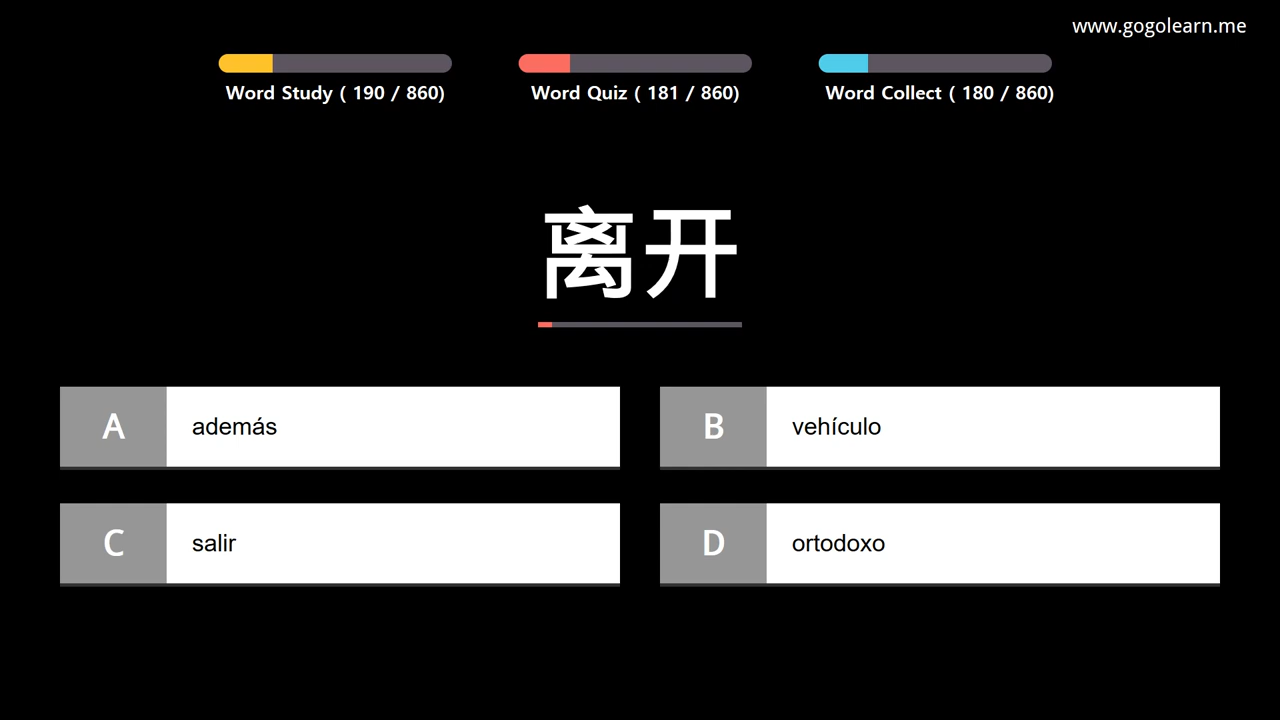 www.gogolearn.me
Word Study ( 190 / 860)
Word Quiz ( 181 / 860)
Word Collect ( 180 / 860)
离开
A
además
B
vehículo
C
salir
D
ortodoxo